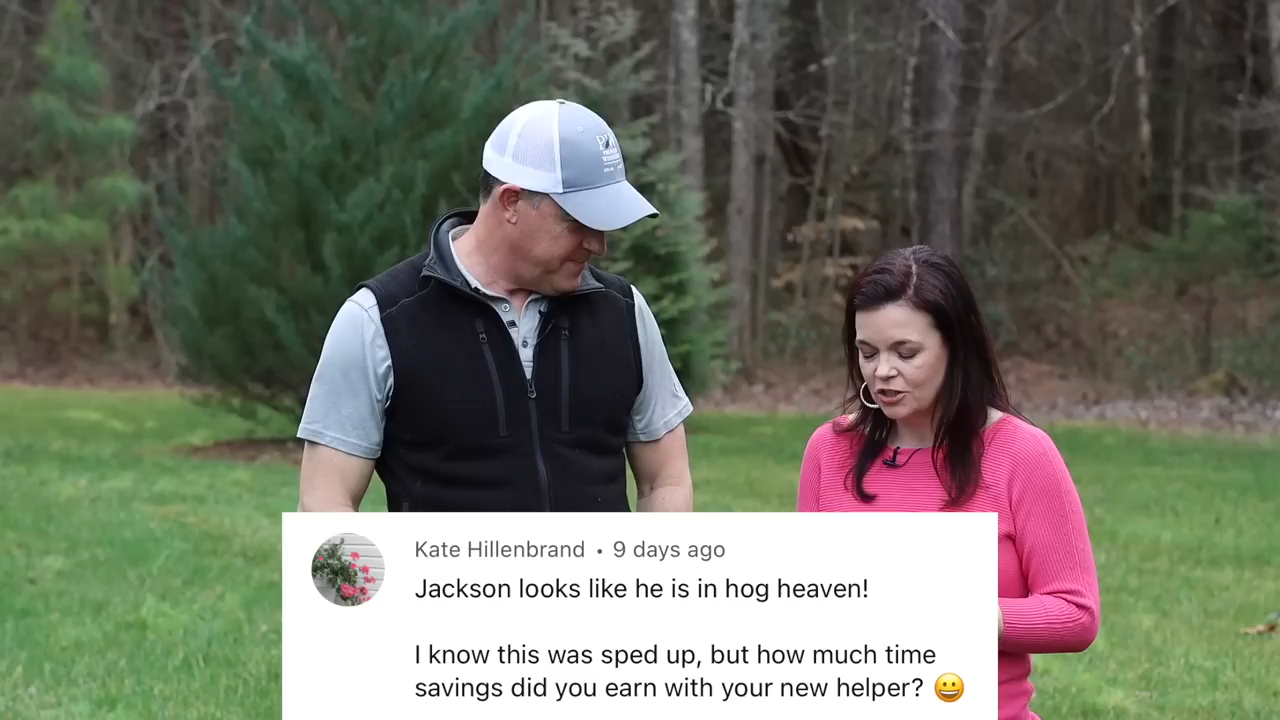 Kate Hillenbrand • 9 days ago
Jackson looks like he is in hog heaven!
I know this was sped up, but how much time
savings did you earn with your new helper? 😀